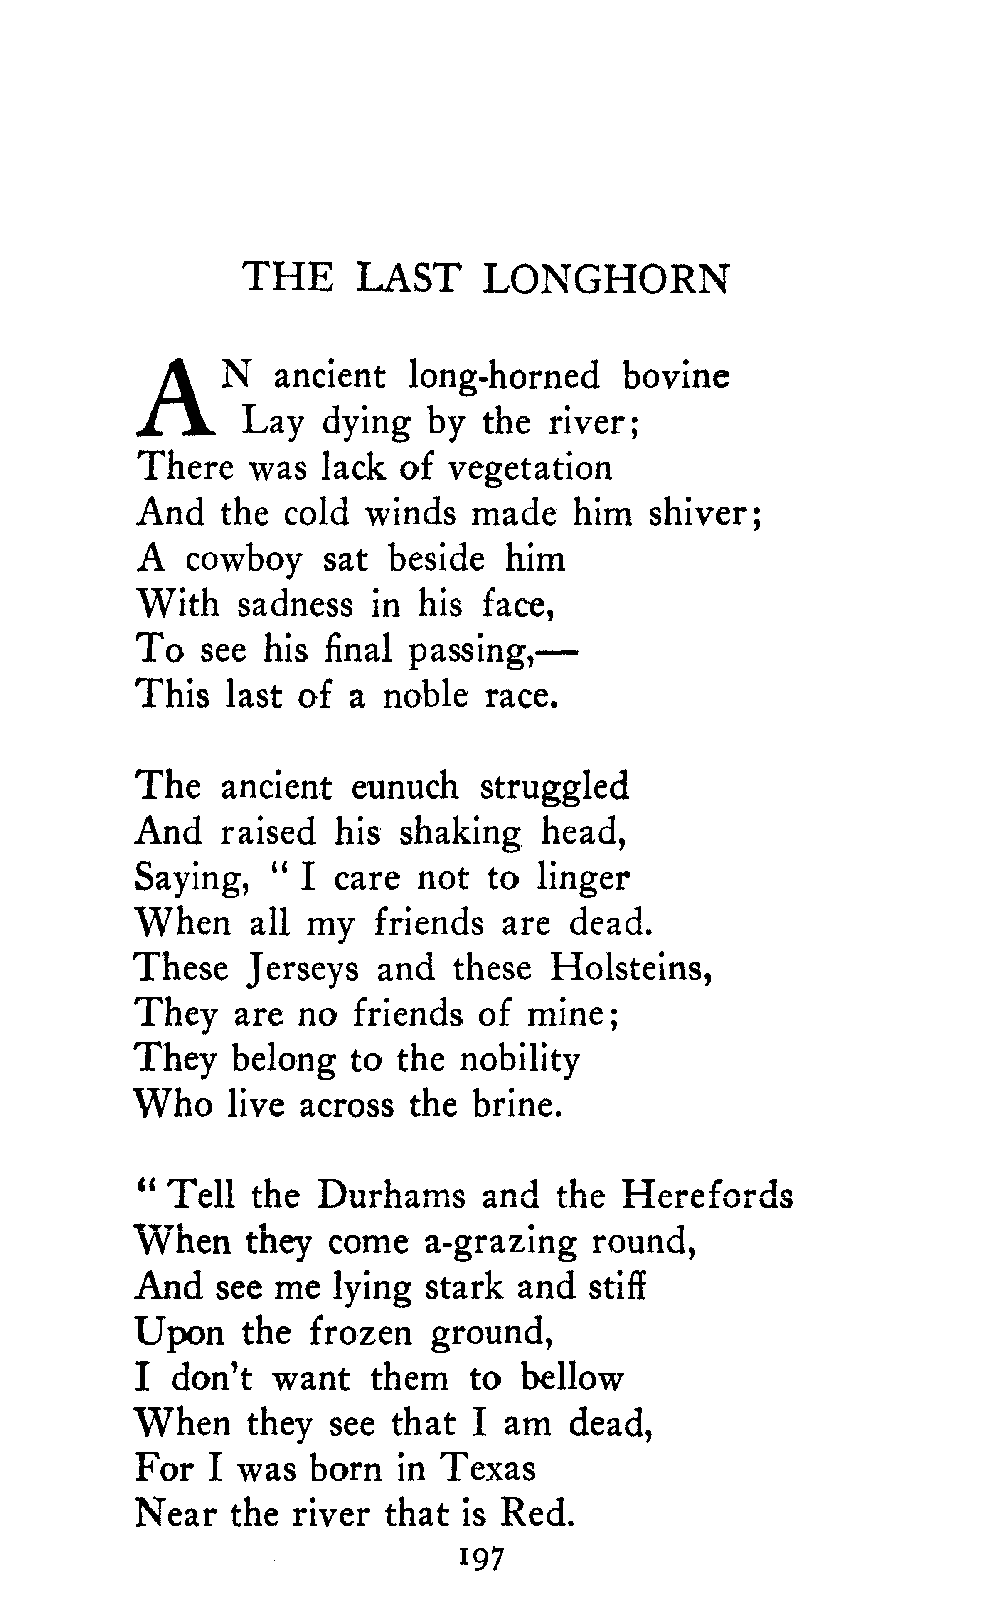 THE LAST LONGHORN
AN ancient long-horned bovine
Lay dying by the river;
There was lack of vegetation
And the cold winds made him shiver;
A cowboy sat beside him
With sadness in his face,
To see his final passing,—
This last of a noble race.
The ancient eunuch struggled
And raised his shaking head,
Saying, " I care not to linger
When all my friends are dead.
These Jerseys and these Holsteins,
They are no friends of mine;
They belong to the nobility
Who live across the brine.
" Tell the Durhams and the Herefords
When they come a-grazing round,
And see me lying stark and stiff
Upon the frozen ground,
I don't want them to bellow
When they see that I am dead,
For I was born in Texas
Near the river that is Red.
197